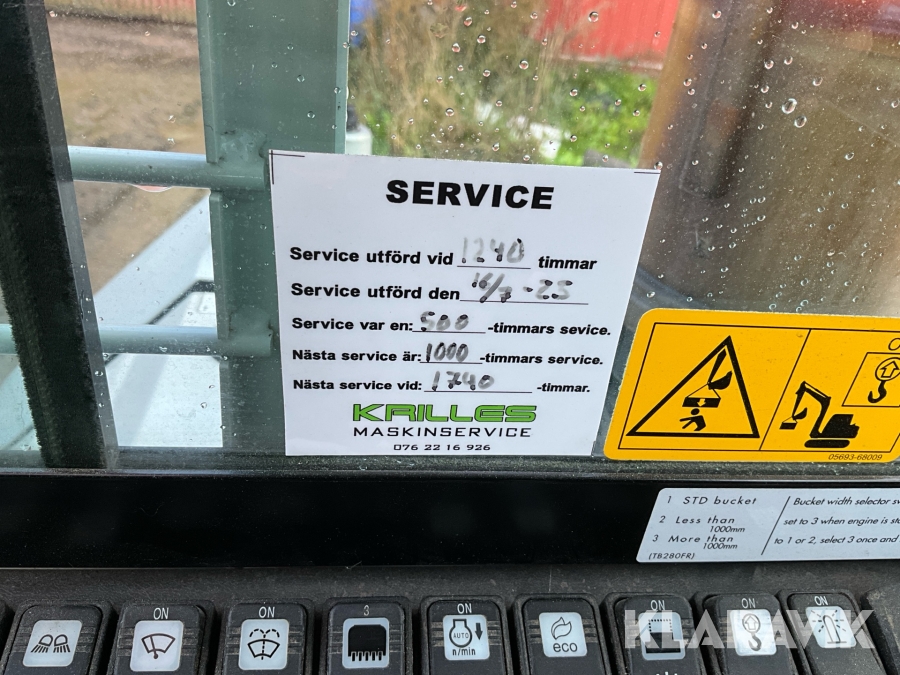 SERVICE
Service utförd vid 1240 timmar
Service utförd den 16/7-25
Service var en: 500 -timmars sevice.
Nästa service är: 1000 -timmars service.
Nästa service vid: 1740 -timmar.
KRILLES
MASKINSERVICE
076 22 16 926
05693-68009
1 STD bucket
2 Less than
1000mm
3 More than
1000mm
(TB280FR)
Bucket width selector
set to 3 when engine is
to 1 or 2, select 3 once and
ON
ON
3
ON
AUTO
n/min
eco
ON
ON
ON
KLARAVIK